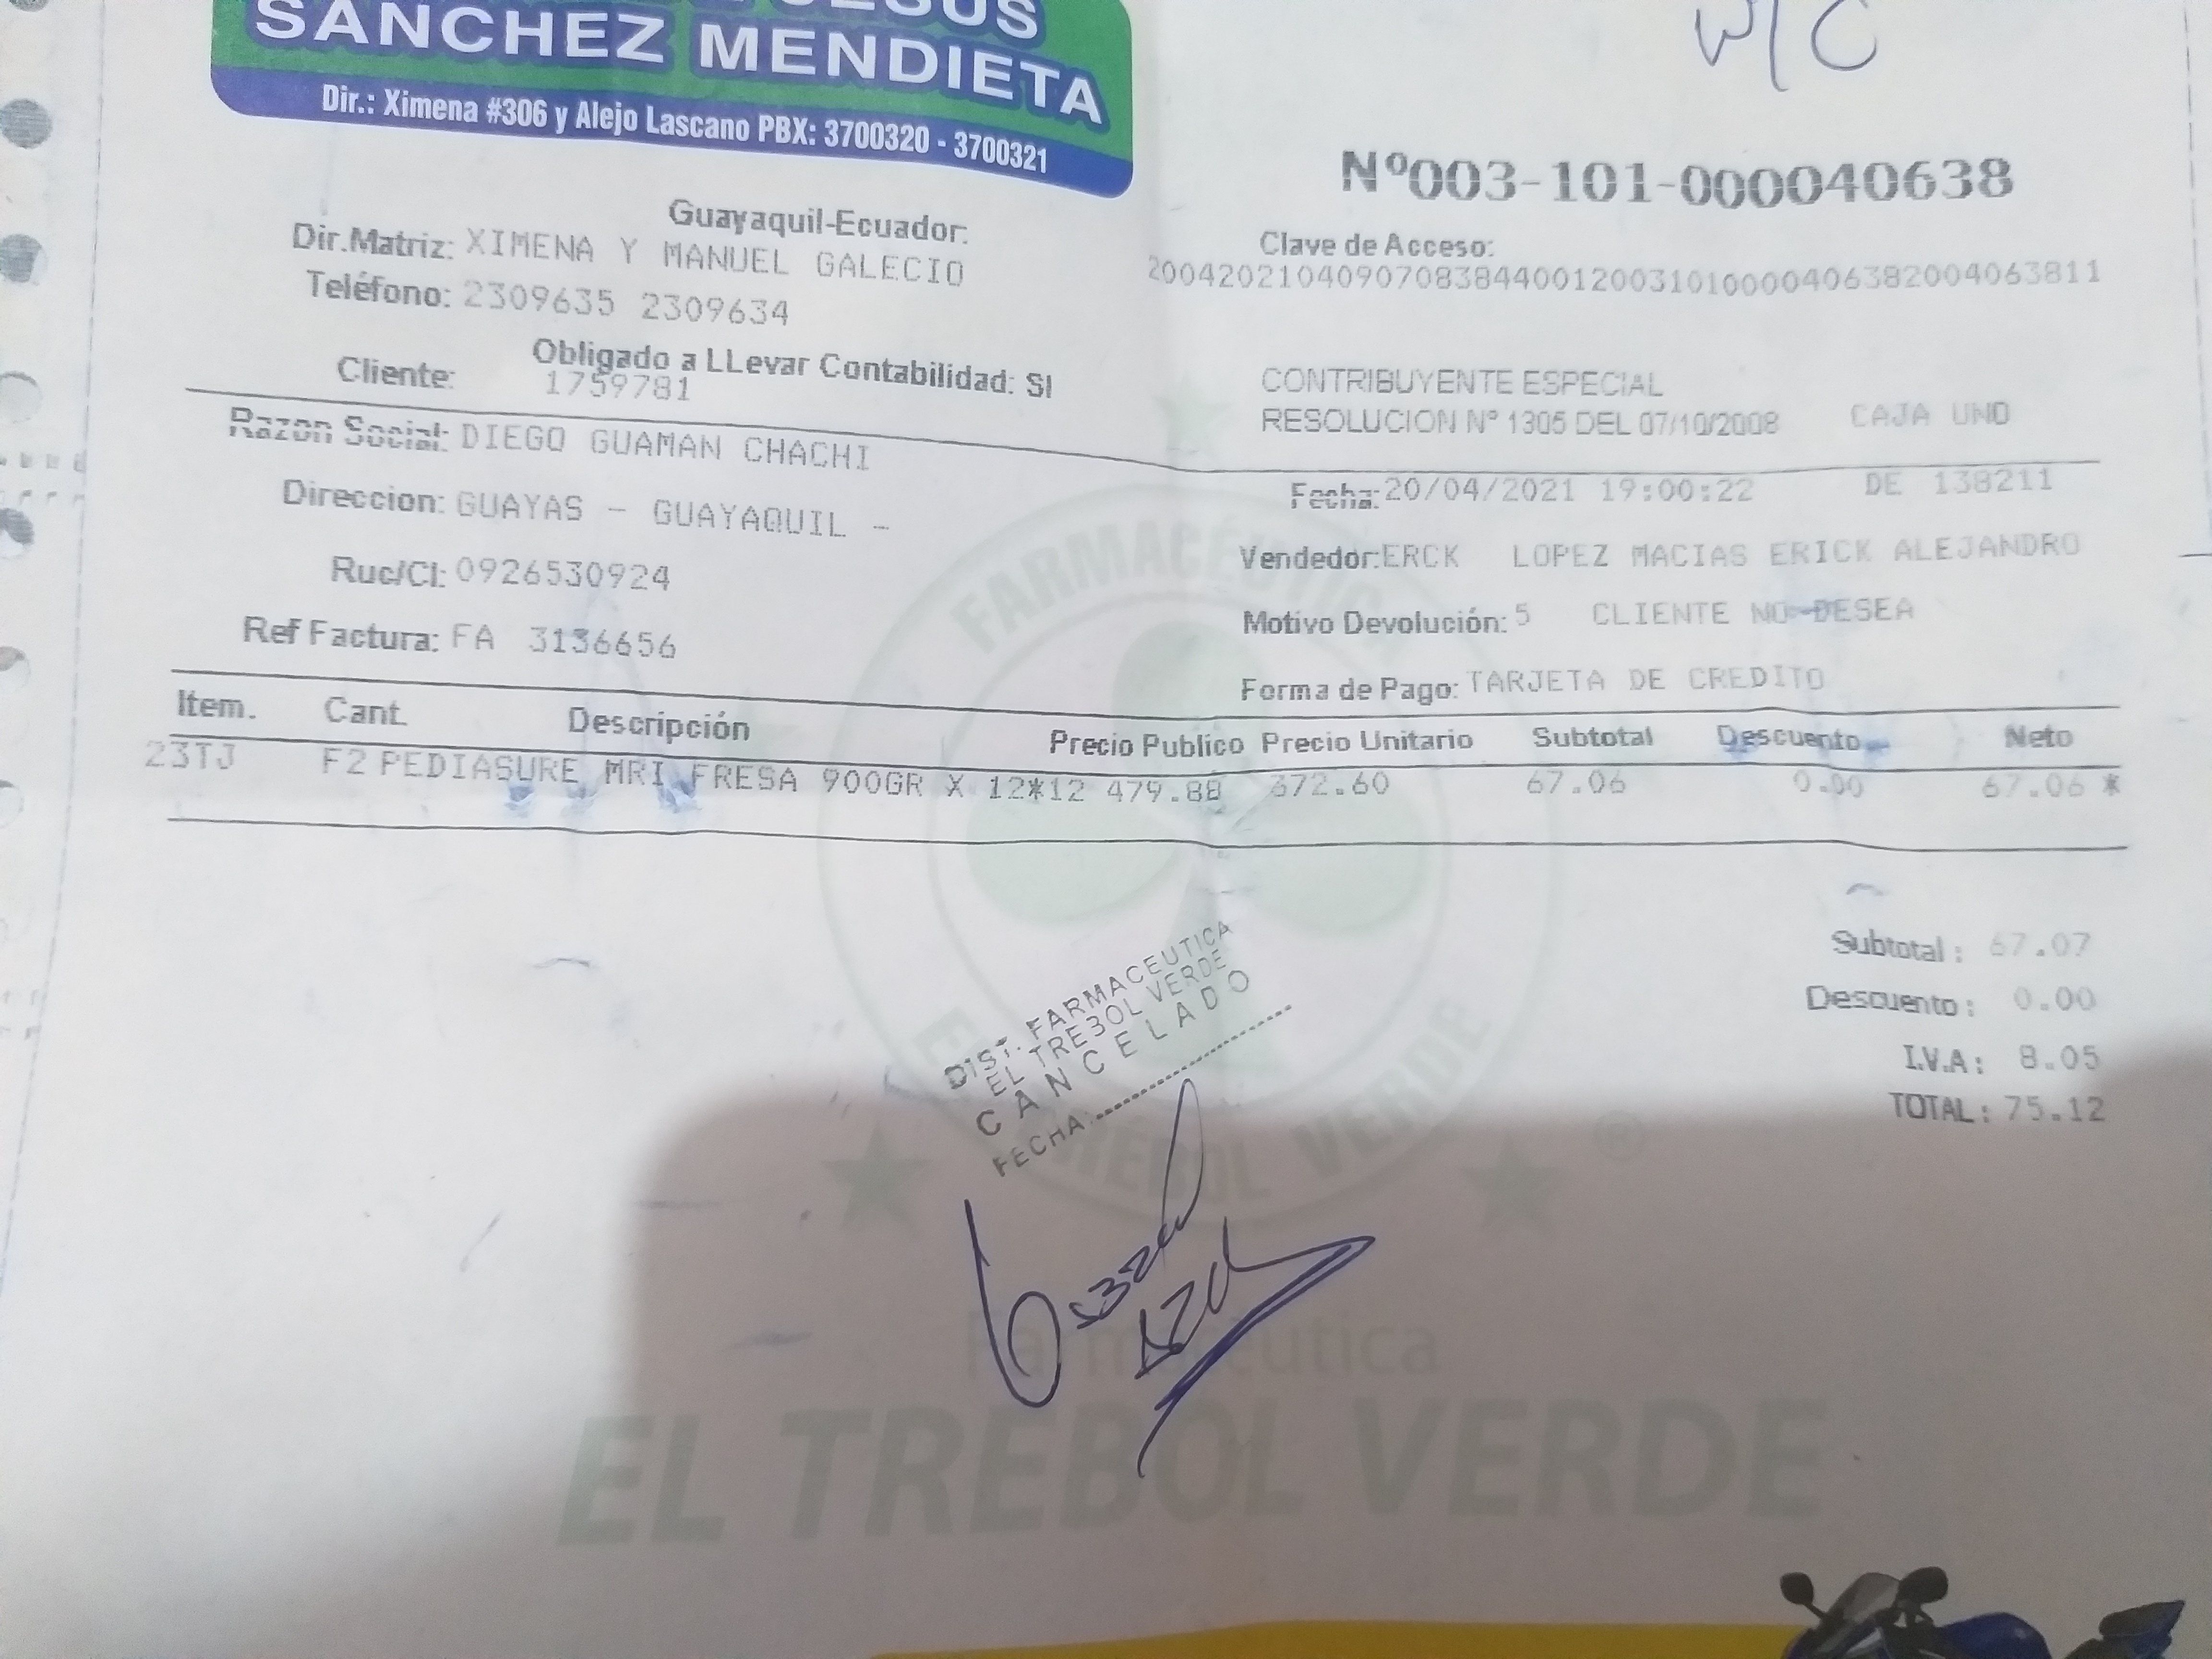 JESUS
SANCHEZ MENDIETA
Dir.: Ximena #306 y Alejo Lascano PBX: 3700320 - 3700321
N/C
Nº003-101-000040638
Guayaquil-Ecuador:
Dir.Matriz: XIMENA Y MANUEL GALECIO
Teléfono: 2309635 2309634
Obligado a LLevar Contabilidad: SI
Cliente: 1759781
Clave de Acceso:
2004202104090708384400120031010000406382004063811
CONTRIBUYENTE ESPECIAL
RESOLUCION Nº 1305 DEL 07/10/2008 CAJA UNO
Razon Social: DIEGO GUAMAN CHACHI
Direccion: GUAYAS - GUAYAQUIL -
Ruc/CI: 0926530924
Ref Factura: FA 3136656
Fecha: 20/04/2021 19:00:22 DE 138211
Vendedor: ERCK LOPEZ MACIAS ERICK ALEJANDRO
Motivo Devolución: 5 CLIENTE NO DESEA
Forma de Pago: TARJETA DE CREDITO
Item. Cant. Descripción Precio Publico Precio Unitario Subtotal Descuento Neto
23TJ F2 PEDIASURE MRI FRESA 900GR X 12*12 479.88 372.60 67.06 0.00 67.06 *
Subtotal: 67.07
Descuento: 0.00
I.V.A: 8.05
TOTAL: 75.12
DIST. FARMACEUTICA
EL TREBOL VERDE
CANCELADO
FECHA:
FARMACÉUTICA
EL TRÉBOL VERDE
®
Farmacéutica
EL TREBOL VERDE